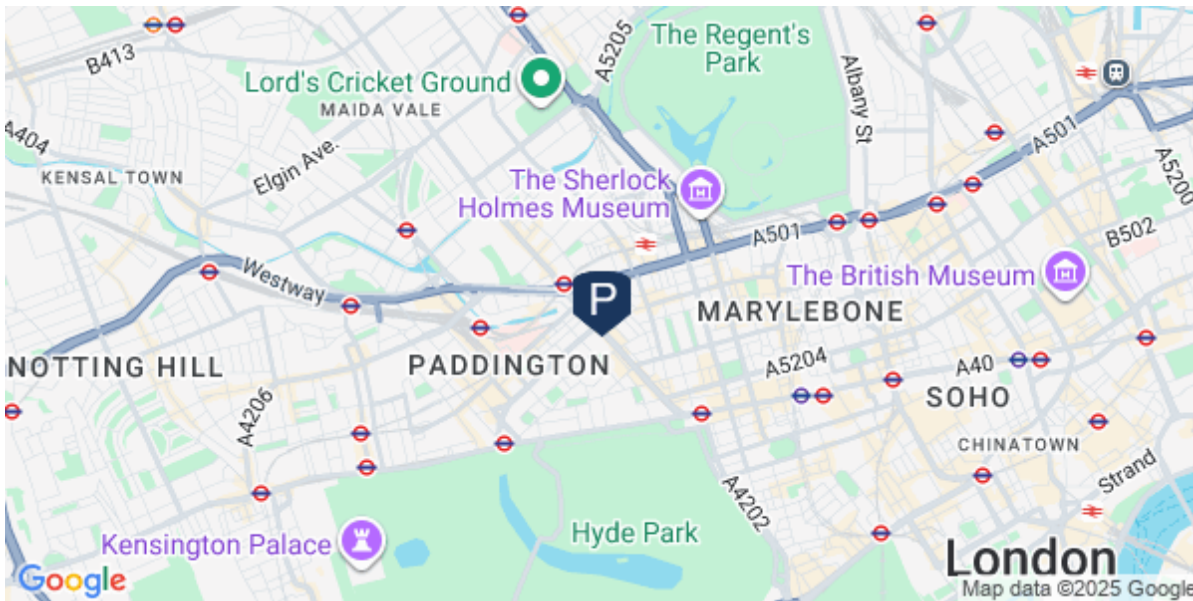 B413
A5205
The Regent's
Park
Albany St
Lord's Cricket Ground
MAIDA VALE
A404
A501
Elgin Ave.
KENSAL TOWN
The Sherlock
Holmes Museum
A5200
A501
B502
Westway
The British Museum
P
MARYLEBONE
NOTTING HILL
PADDINGTON
A5204
A40
A4206
SOHO
CHINATOWN
Strand
A4202
Hyde Park
Kensington Palace
London
Google
Map data ©2025 Google